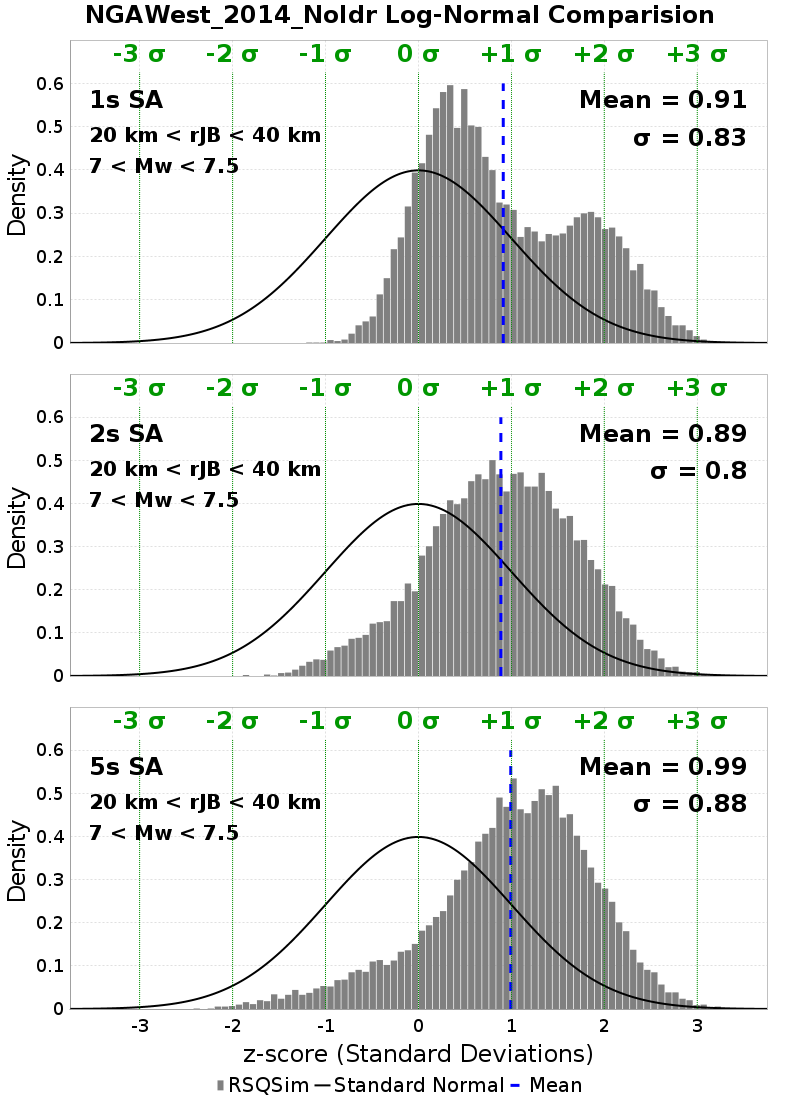 NGAWest_2014_NoIdr Log-Normal Comparision
-3 σ -2 σ -1 σ 0 σ +1 σ +2 σ +3 σ
1s SA
Mean = 0.91
20 km < rJB < 40 km
σ = 0.83
7 < Mw < 7.5
Density
0.6
0.5
0.4
0.3
0.2
0.1
0
-3 σ -2 σ -1 σ 0 σ +1 σ +2 σ +3 σ
2s SA
Mean = 0.89
20 km < rJB < 40 km
σ = 0.8
7 < Mw < 7.5
Density
0.6
0.5
0.4
0.3
0.2
0.1
0
-3 σ -2 σ -1 σ 0 σ +1 σ +2 σ +3 σ
5s SA
Mean = 0.99
20 km < rJB < 40 km
σ = 0.88
7 < Mw < 7.5
Density
0.6
0.5
0.4
0.3
0.2
0.1
0
-3 -2 -1 0 1 2 3
z-score (Standard Deviations)
RSQSim Standard Normal Mean